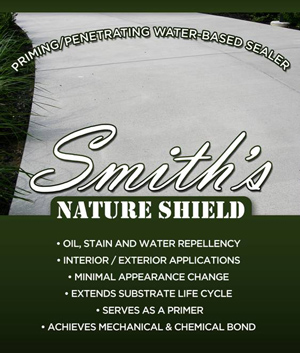 PRIMING/PENETRATING WATER-BASED SEALER
Smith's
NATURE SHIELD
• OIL, STAIN AND WATER REPELLENCY
• INTERIOR / EXTERIOR APPLICATIONS
• MINIMAL APPEARANCE CHANGE
• EXTENDS SUBSTRATE LIFE CYCLE
• SERVES AS A PRIMER
• ACHIEVES MECHANICAL & CHEMICAL BOND